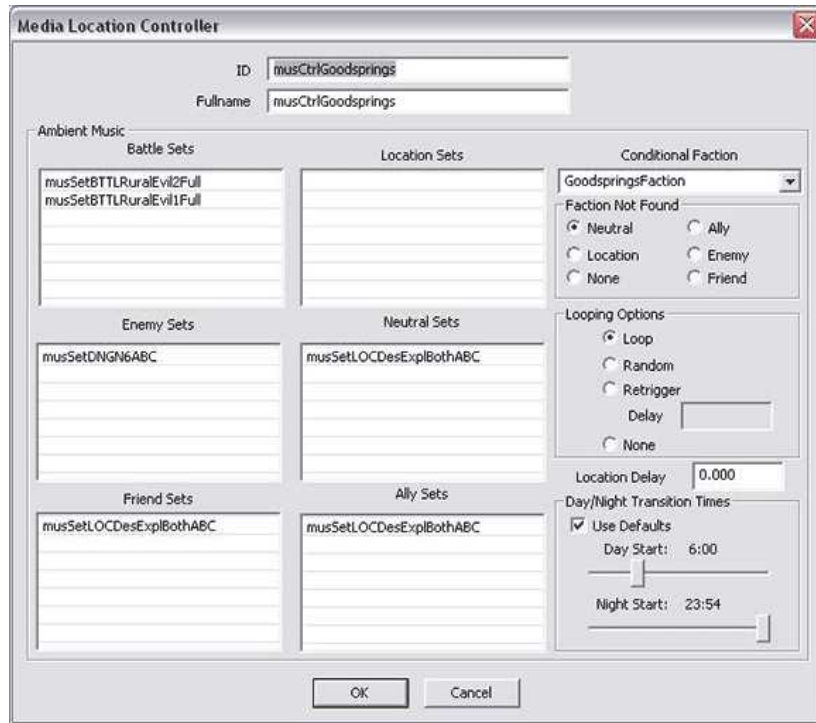 Media Location Controller
ID musCtrlGoodsprings
Fullname musCtrlGoodsprings
Ambient Music
Battle Sets
musSetBTTLRuralEvil2Full
musSetBTTLRuralEvil1Full
Location Sets
Conditional Faction
GoodspringsFaction
Faction Not Found
Neutral Ally
Location Enemy
None Friend
Enemy Sets
musSetDNGN6ABC
Neutral Sets
musSetLOCDesExplBothABC
Looping Options
Loop
Random
Retrigger
Delay
None
Location Delay 0.000
Friend Sets
musSetLOCDesExplBothABC
Ally Sets
musSetLOCDesExplBothABC
Day/Night Transition Times
Use Defaults
Day Start: 6:00
Night Start: 23:54
OK Cancel